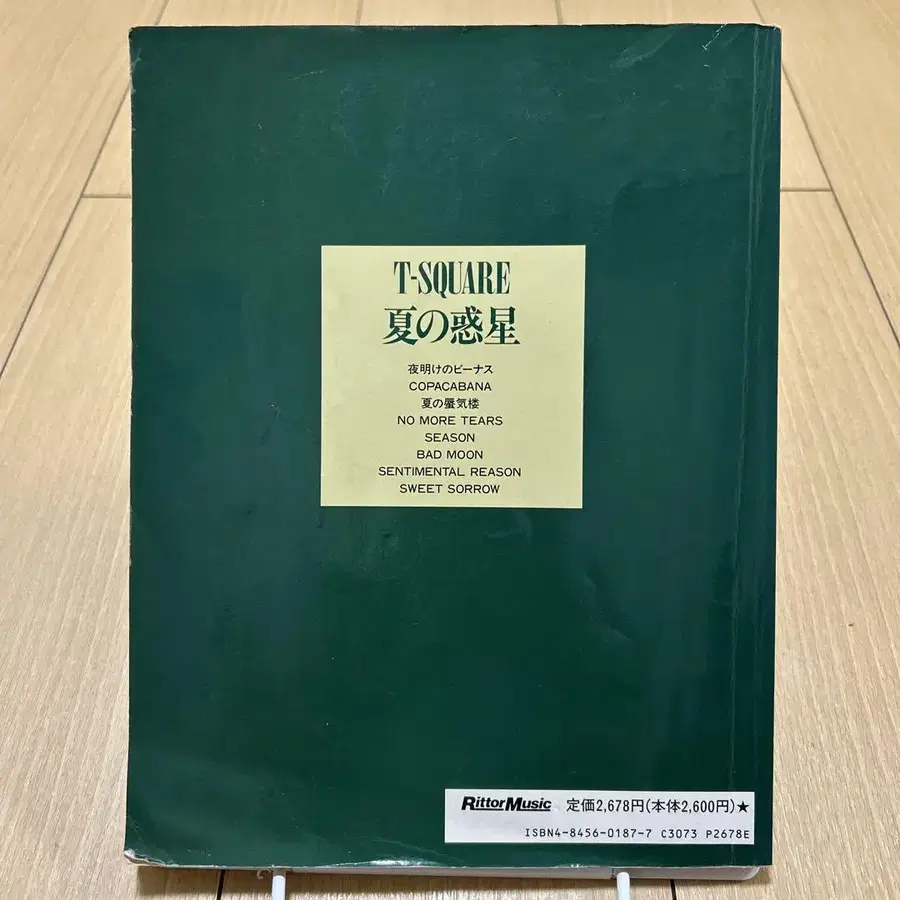 T-SQUARE
夏の惑星
夜明けのビーナス
COPACABANA
夏の蜃気楼
NO MORE TEARS
SEASON
BAD MOON
SENTIMENTAL REASON
SWEET SORROW
RittorMusic 定価2,678円(本体2,600円)★
ISBN4-8456-0187-7 C3073 P2678E